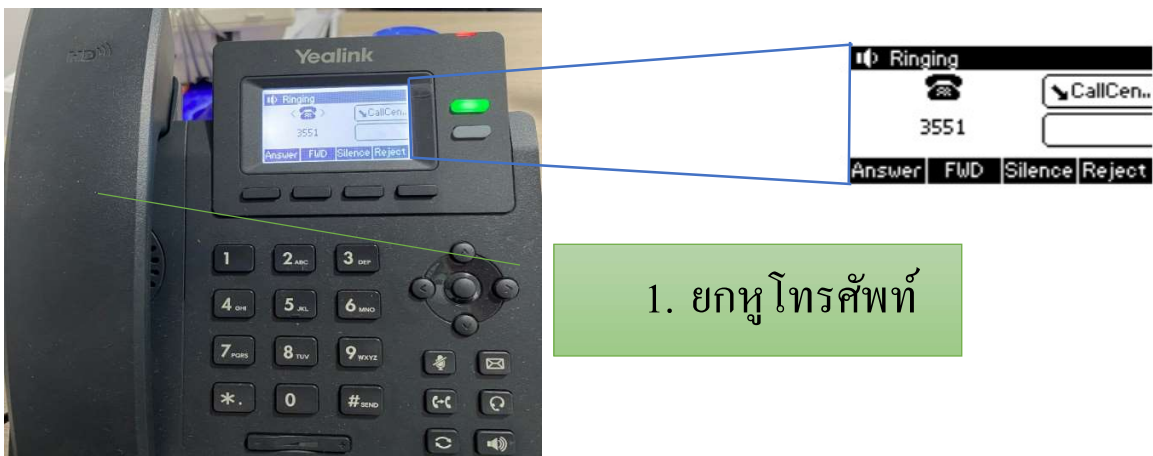 HD
Yealink
Ringing
CallCen..
3551
Answer FWD Silence Reject
1 2 ABC 3 DEF
4 GHI 5 JKL 6 MNO
7 PQRS 8 TUV 9 WXYZ
*. 0 # SEND
- +
Ringing
CallCen..
3551
Answer FWD Silence Reject
1. ยกหูโทรศัพท์